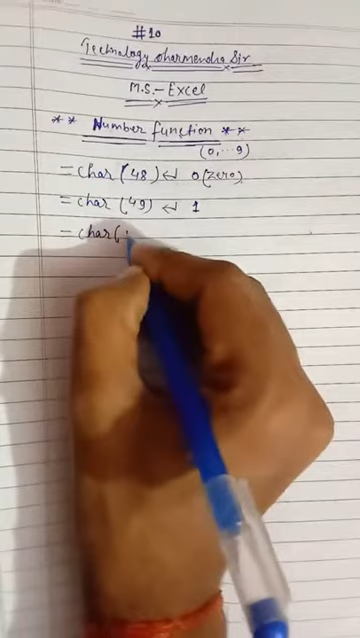 #10
Technology Dharmendra Sir
M.S.-Excel
** Number function **
(0,...9)
=char (48) ↵ 0(Zero)
=char (49) ↵ 1
=char(